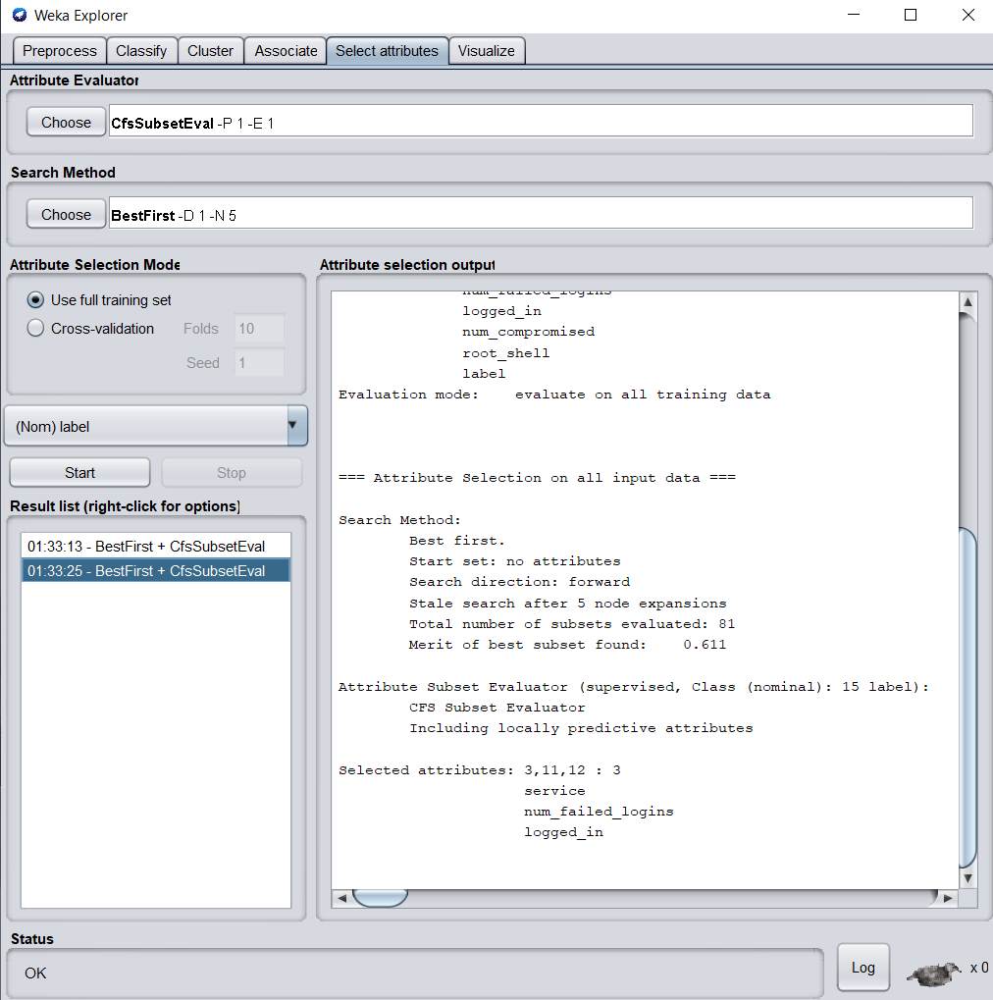 Weka Explorer
Preprocess Classify Cluster Associate Select attributes Visualize
Attribute Evaluator
Choose CfsSubsetEval -P 1 -E 1
Search Method
Choose BestFirst -D 1 -N 5
Attribute Selection Mode
Use full training set
Cross-validation Folds 10
Seed 1
(Nom) label
Start Stop
Result list (right-click for options)
01:33:13 - BestFirst + CfsSubsetEval
01:33:25 - BestFirst + CfsSubsetEval
Attribute selection output
num_failed_logins
logged_in
num_compromised
root_shell
label
Evaluation mode: evaluate on all training data
=== Attribute Selection on all input data ===
Search Method:
Best first.
Start set: no attributes
Search direction: forward
Stale search after 5 node expansions
Total number of subsets evaluated: 81
Merit of best subset found: 0.611
Attribute Subset Evaluator (supervised, Class (nominal): 15 label):
CFS Subset Evaluator
Including locally predictive attributes
Selected attributes: 3,11,12 : 3
service
num_failed_logins
logged_in
Status
OK
Log
x 0